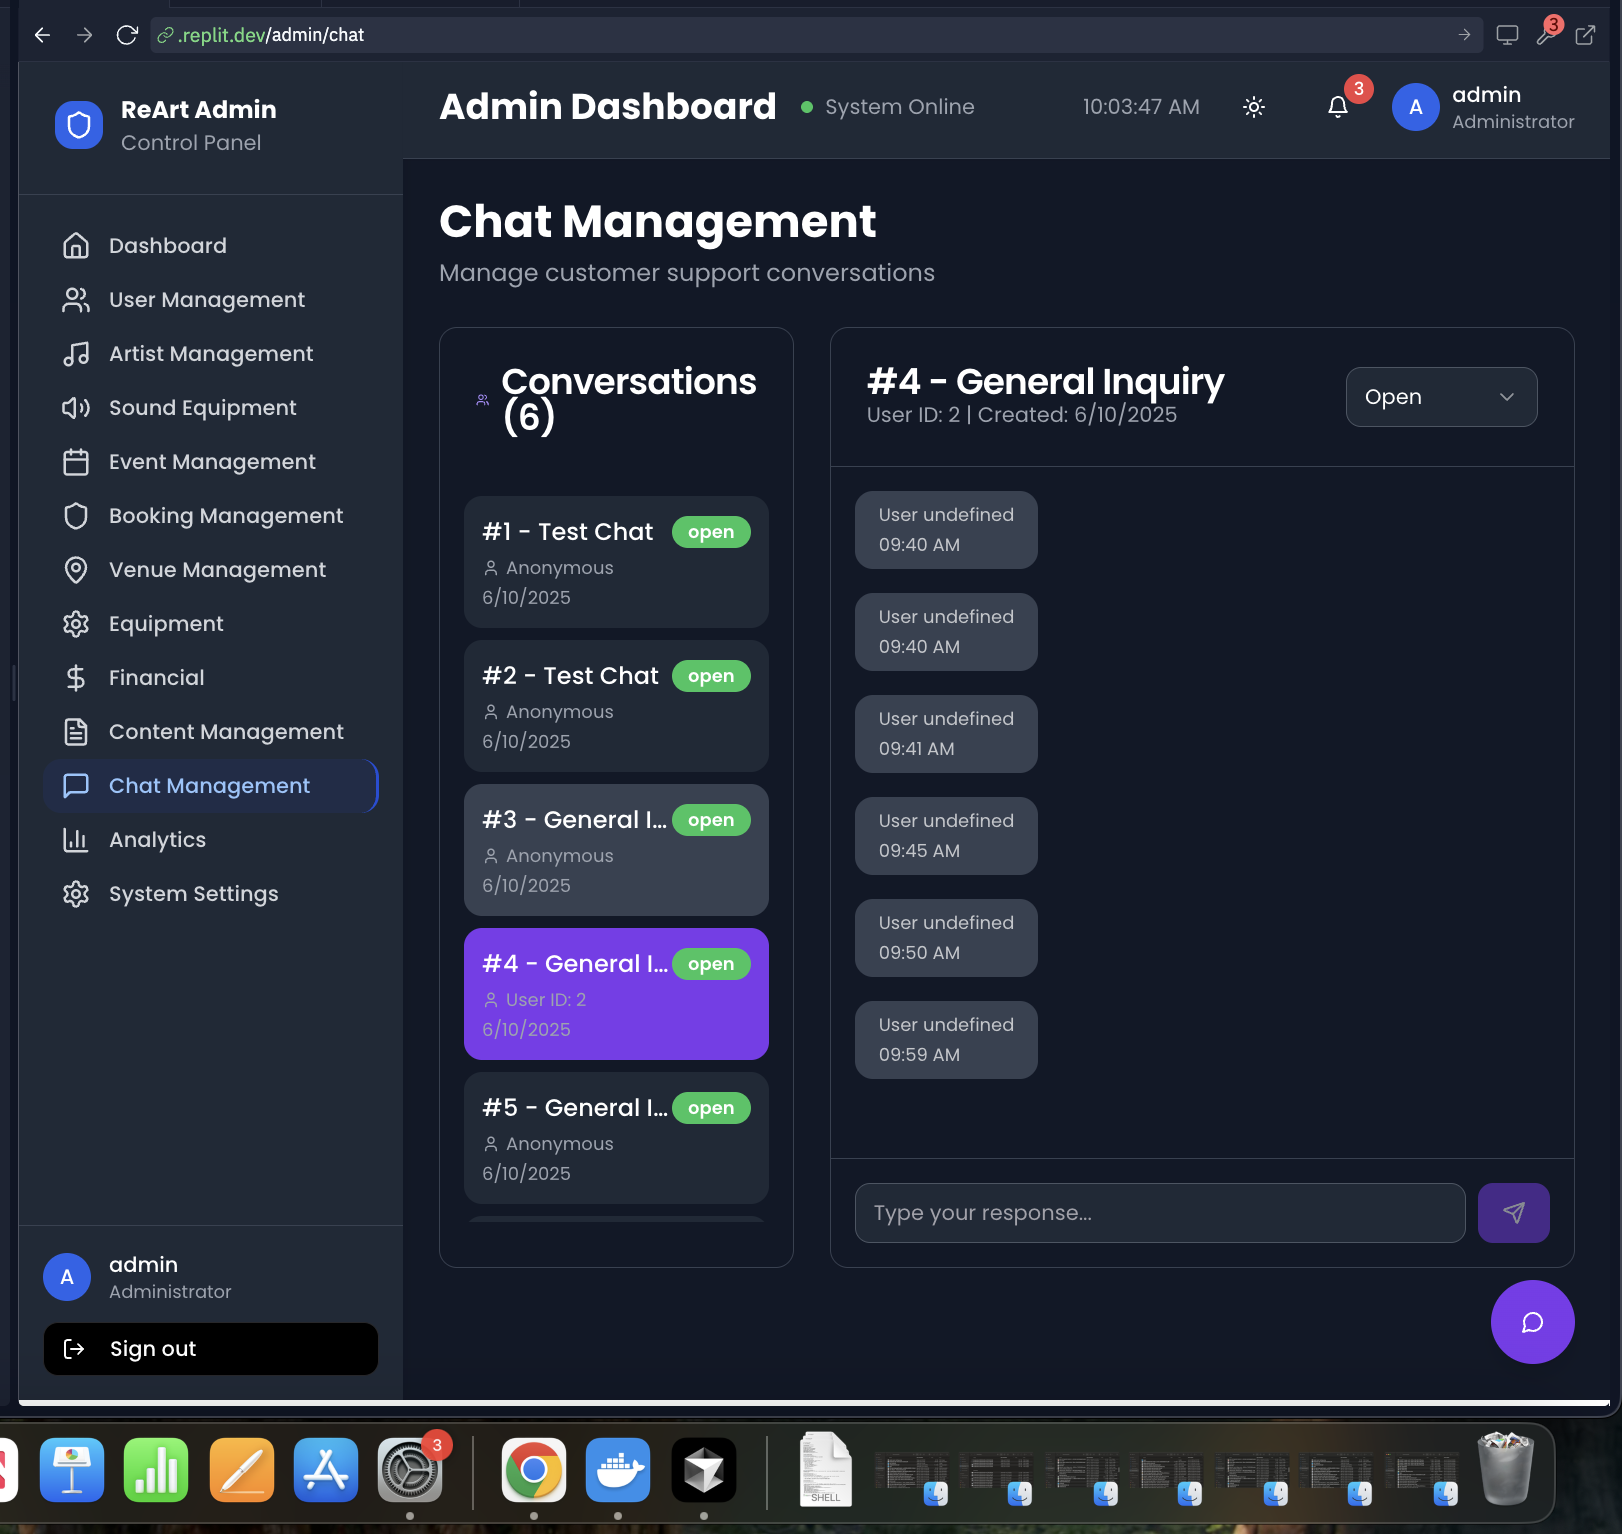 .replit.dev/admin/chat
3
ReArt Admin
Control Panel
Admin Dashboard
System Online
10:03:47 AM
3
A
admin
Administrator
Dashboard
User Management
Artist Management
Sound Equipment
Event Management
Booking Management
Venue Management
Equipment
Financial
Content Management
Chat Management
Analytics
System Settings
A
admin
Administrator
Sign out
Chat Management
Manage customer support conversations
Conversations
(6)
#1 - Test Chat
open
Anonymous
6/10/2025
#2 - Test Chat
open
Anonymous
6/10/2025
#3 - General I...
open
Anonymous
6/10/2025
#4 - General I...
open
User ID: 2
6/10/2025
#5 - General I...
open
Anonymous
6/10/2025
#4 - General Inquiry
User ID: 2 | Created: 6/10/2025
Open
User undefined
09:40 AM
User undefined
09:40 AM
User undefined
09:41 AM
User undefined
09:45 AM
User undefined
09:50 AM
User undefined
09:59 AM
Type your response...
3
SHELL